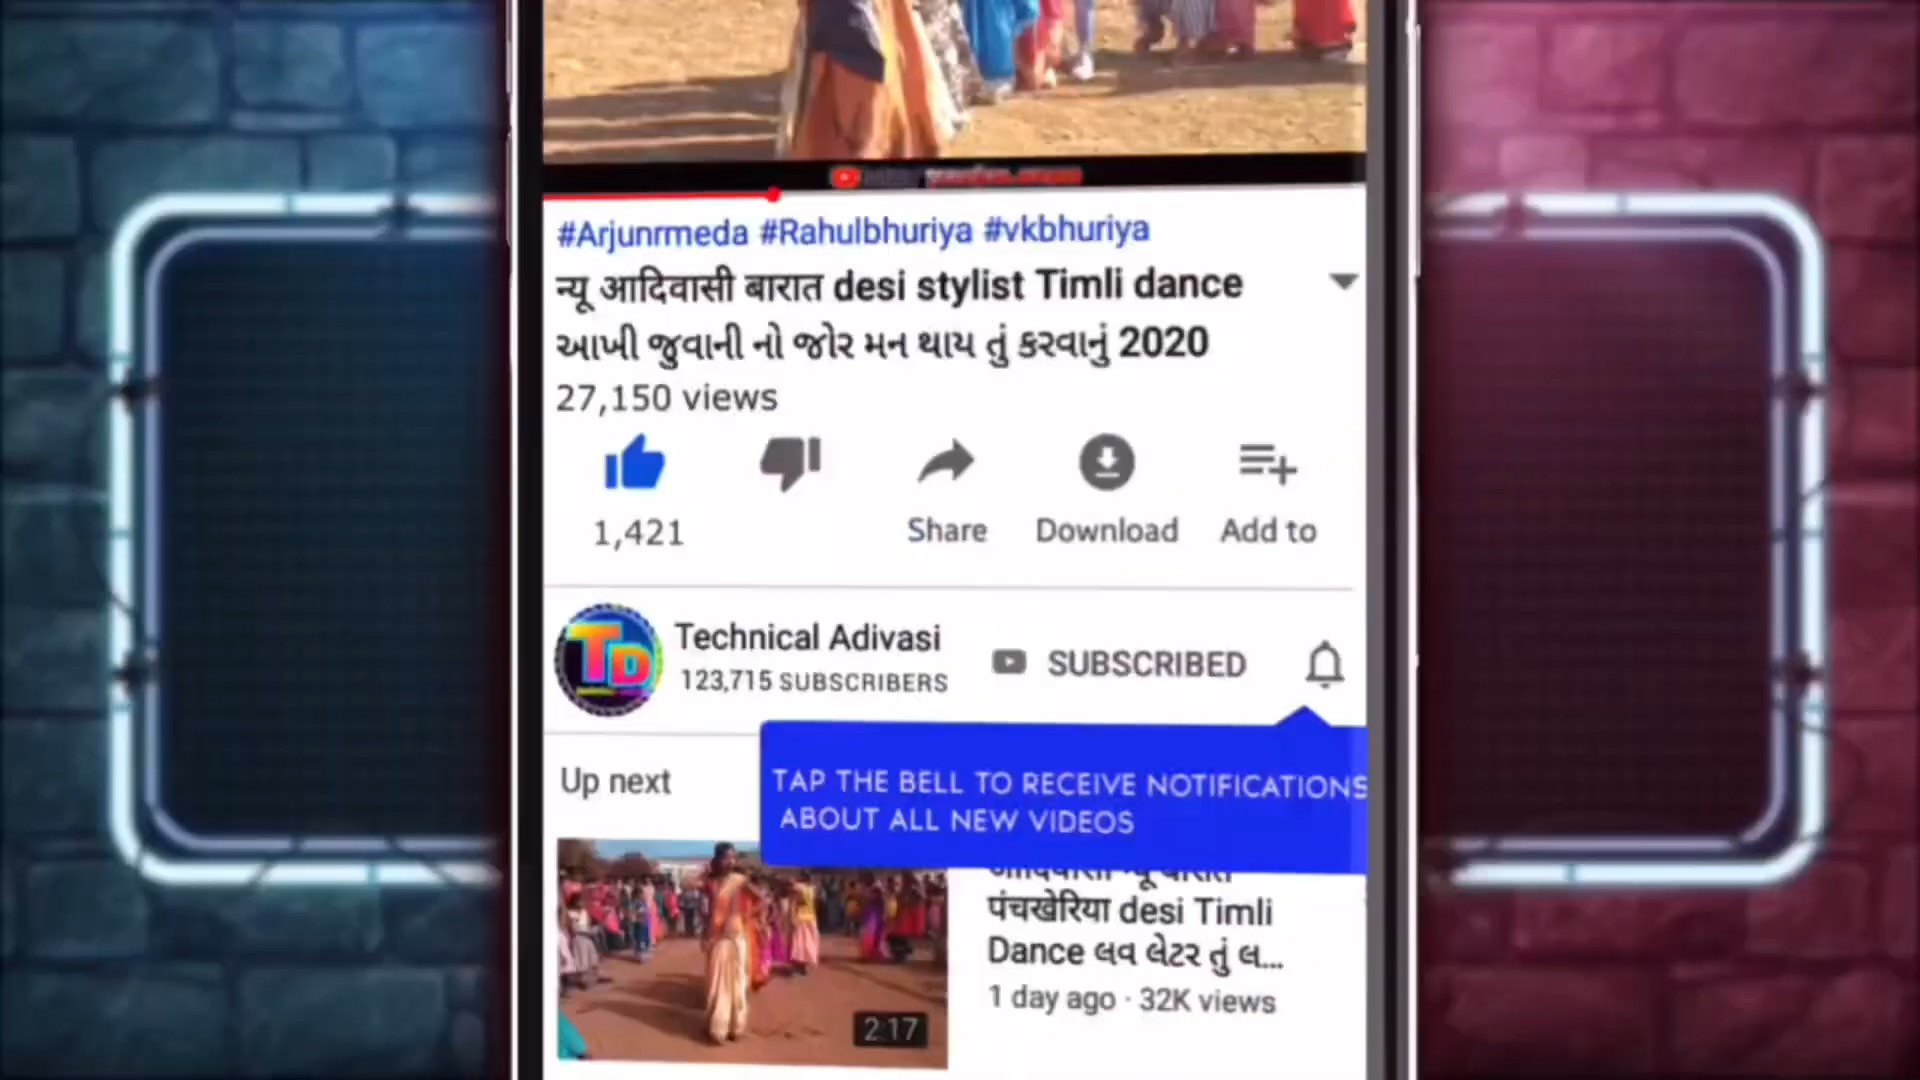 #Arjunrmeda #Rahulbhuriya #vkbhuriya
न्यू आदिवासी बारात desi stylist Timli dance
આખી જુવાની નો જોર મન થાય તું કરવાનું 2020
27,150 views
1,421
Share
Download
Add to
TD
Technical Adivasi
123,715 SUBSCRIBERS
SUBSCRIBED
TAP THE BELL TO RECEIVE NOTIFICATIONS
ABOUT ALL NEW VIDEOS
Up next
पंचखेरिया desi Timli
Dance લવ લેટર તું લ...
1 day ago · 32K views
2:17